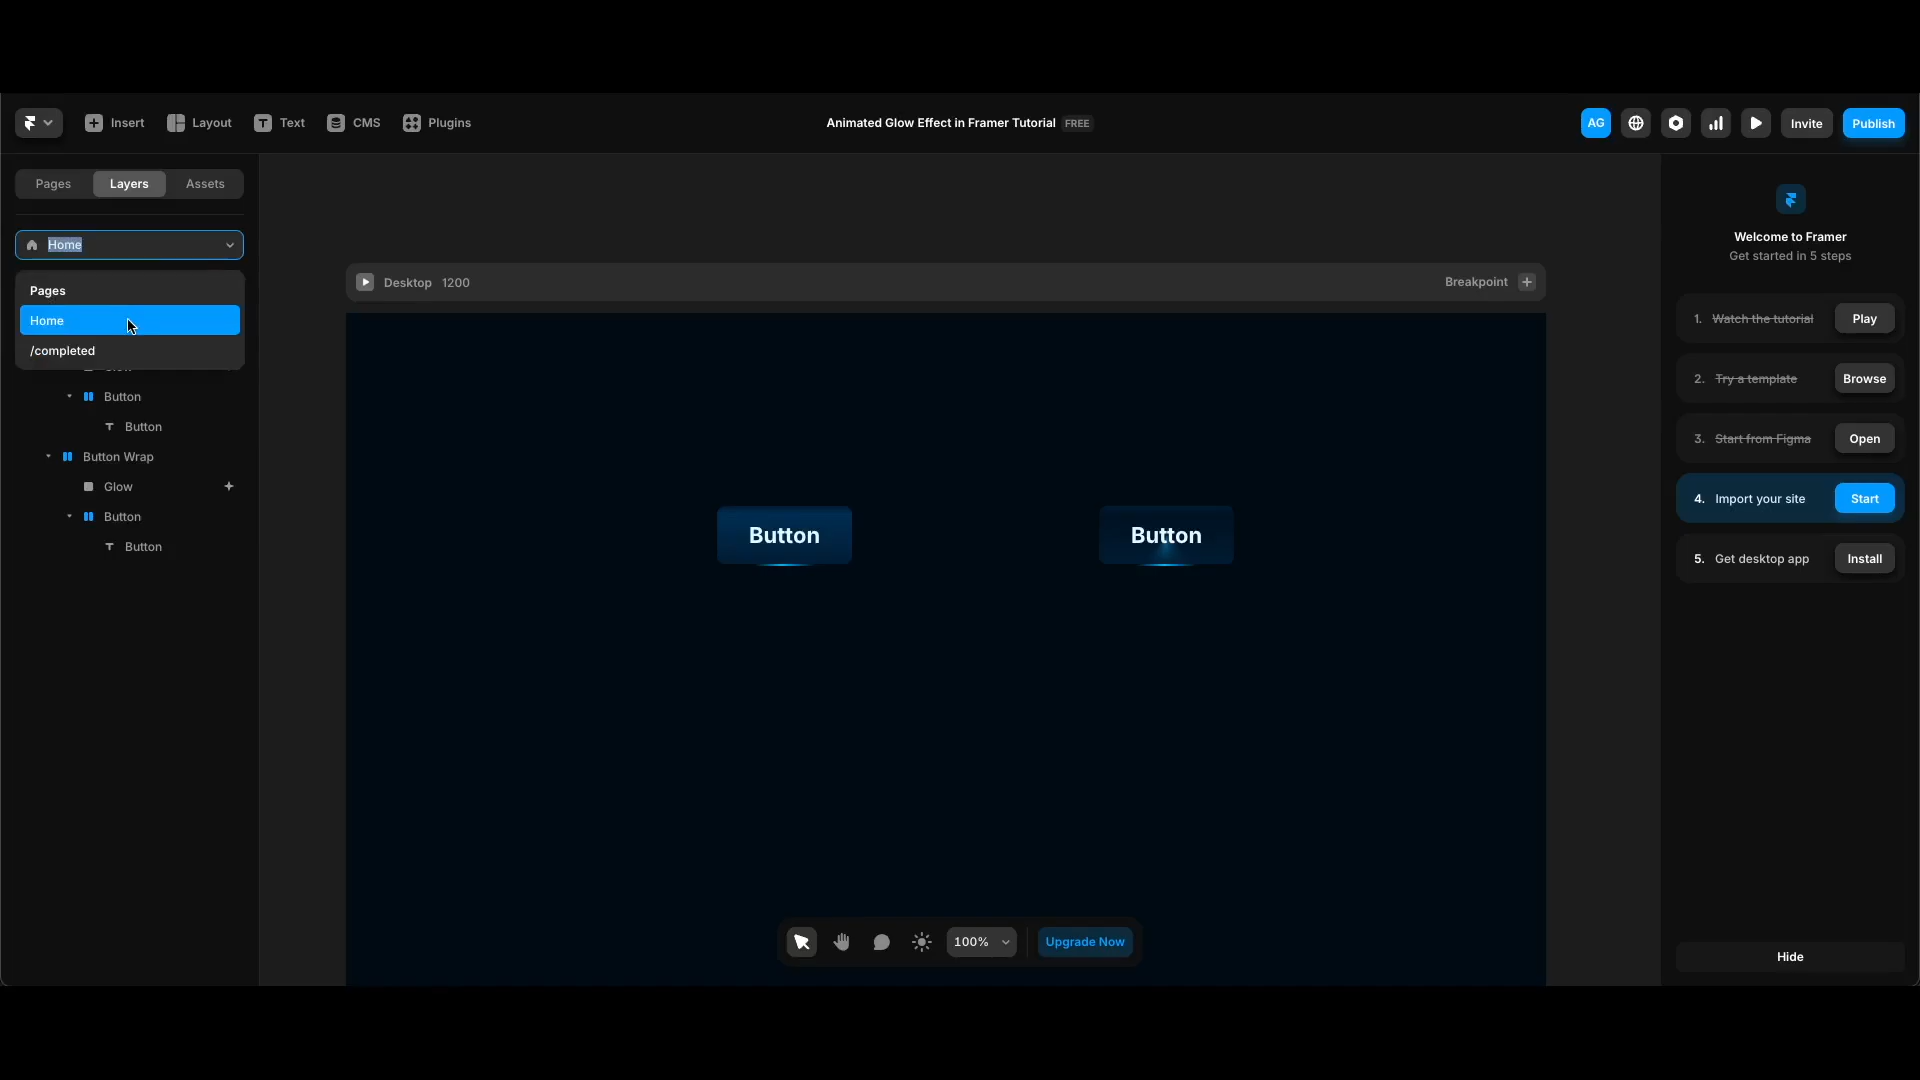 Insert
Layout
Text
CMS
Plugins
Animated Glow Effect in Framer Tutorial FREE
AG
Invite
Publish
Pages
Layers
Assets
Home
Pages
Home
/completed
Button
Button
Button Wrap
Glow
Button
Button
Desktop 1200
Breakpoint
Button
Button
100%
Upgrade Now
Welcome to Framer
Get started in 5 steps
1. Watch the tutorial Play
2. Try a template Browse
3. Start from Figma Open
4. Import your site Start
5. Get desktop app Install
Hide